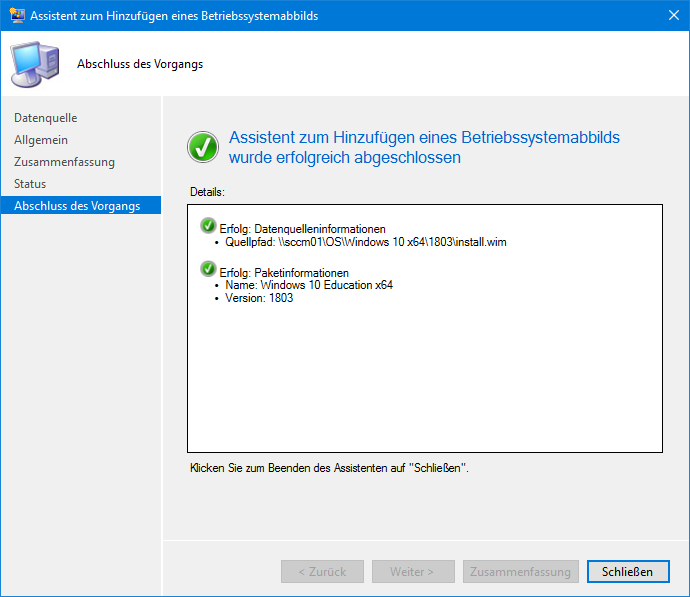 Assistent zum Hinzufügen eines Betriebssystemabbilds
Abschluss des Vorgangs
Datenquelle
Allgemein
Zusammenfassung
Status
Abschluss des Vorgangs
Assistent zum Hinzufügen eines Betriebssystemabbilds
wurde erfolgreich abgeschlossen
Details:
Erfolg: Datenquelleninformationen
• Quellpfad: \\sccm01\OS\Windows 10 x64\1803\install.wim
Erfolg: Paketinformationen
• Name: Windows 10 Education x64
• Version: 1803
Klicken Sie zum Beenden des Assistenten auf "Schließen".
< Zurück
Weiter >
Zusammenfassung
Schließen